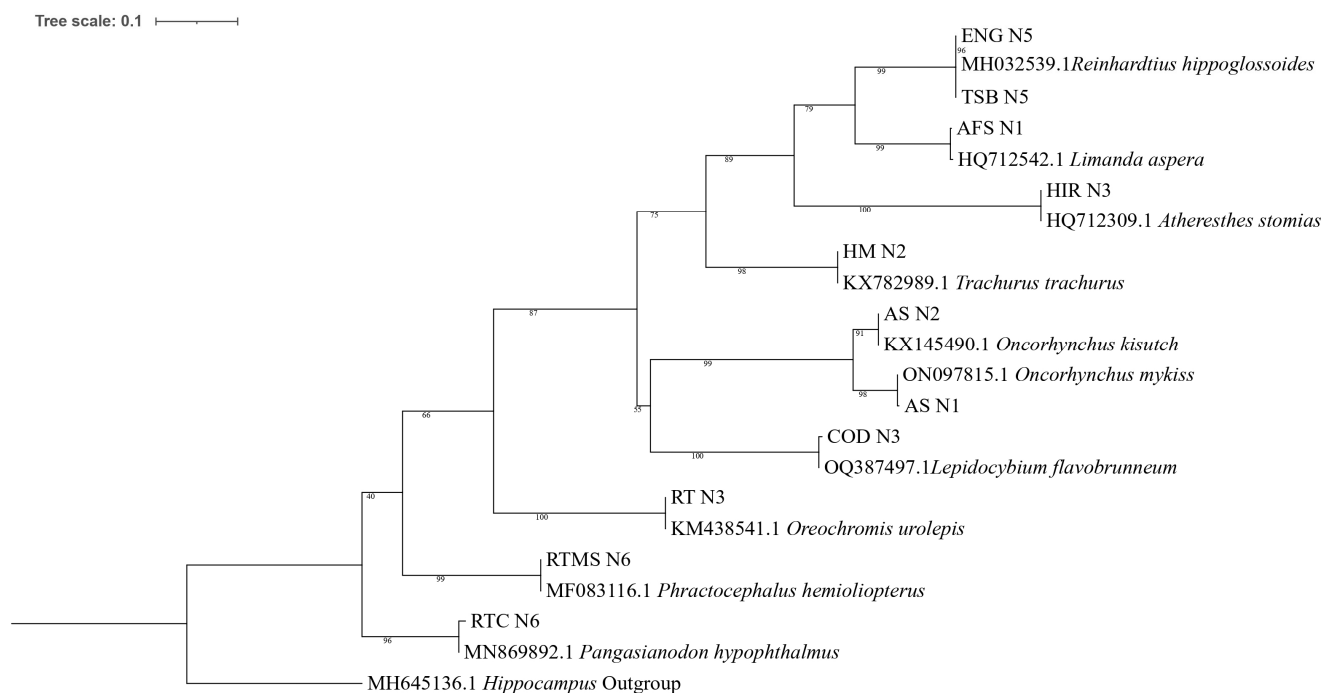 Tree scale: 0.1
ENG N5
96
MH032539.1Reinhardtius hippoglossoides
99
TSB N5
79
AFS N1
99
HQ712542.1 Limanda aspera
89
HIR N3
100
HQ712309.1 Atheresthes stomias
75
HM N2
98
KX782989.1 Trachurus trachurus
87
AS N2
91
KX145490.1 Oncorhynchus kisutch
99
ON097815.1 Oncorhynchus mykiss
98
AS N1
55
COD N3
100
OQ387497.1Lepidocybium flavobrunneum
66
RT N3
100
KM438541.1 Oreochromis urolepis
40
RTMS N6
99
MF083116.1 Phractocephalus hemioliopterus
RTC N6
96
MN869892.1 Pangasianodon hypophthalmus
MH645136.1 Hippocampus Outgroup